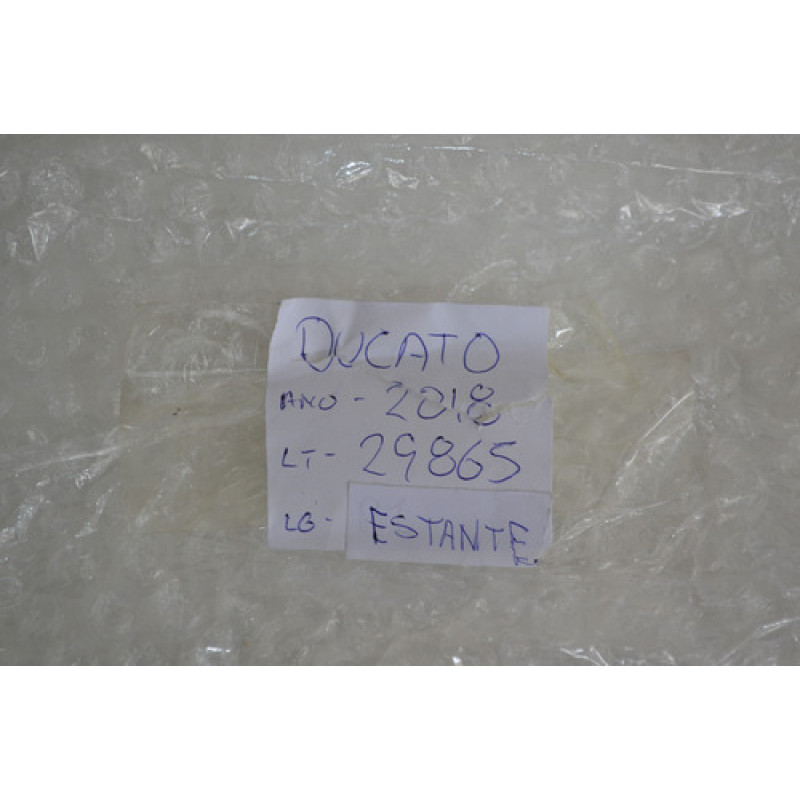 DUCATO
ANO - 2018
LT - 29865
LG - ESTANTE